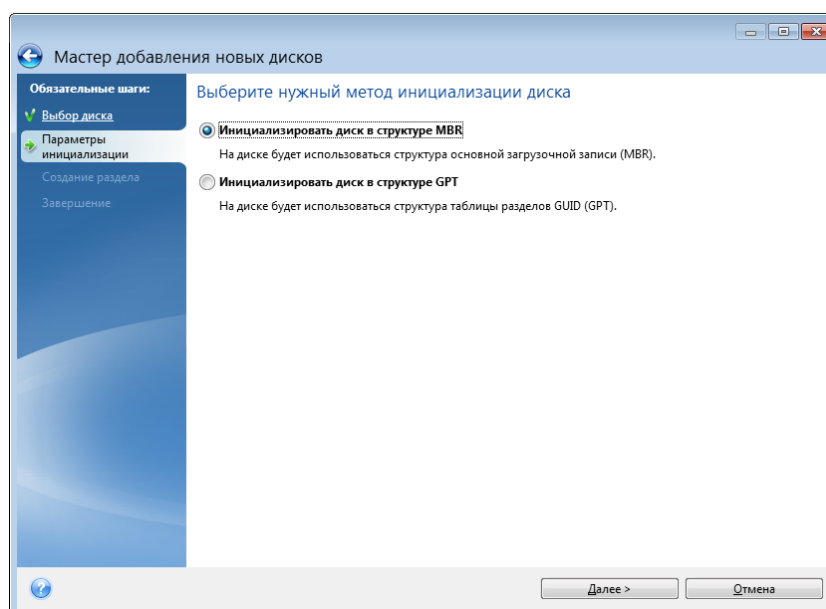 Мастер добавления новых дисков
Обязательные шаги:
Выбор диска
Параметры
инициализации
Создание раздела
Завершение
Выберите нужный метод инициализации диска
Инициализировать диск в структуре MBR
На диске будет использоваться структура основной загрузочной записи (MBR).
Инициализировать диск в структуре GPT
На диске будет использоваться структура таблицы разделов GUID (GPT).
Далее >
Отмена